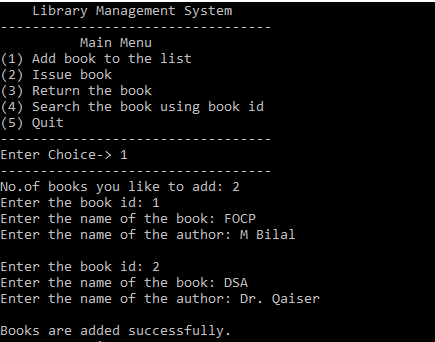 Library Management System
----------------------------------
Main Menu
(1) Add book to the list
(2) Issue book
(3) Return the book
(4) Search the book using book id
(5) Quit
----------------------------------
Enter Choice-> 1
----------------------------------
No.of books you like to add: 2
Enter the book id: 1
Enter the name of the book: FOCP
Enter the name of the author: M Bilal
Enter the book id: 2
Enter the name of the book: DSA
Enter the name of the author: Dr. Qaiser
Books are added successfully.